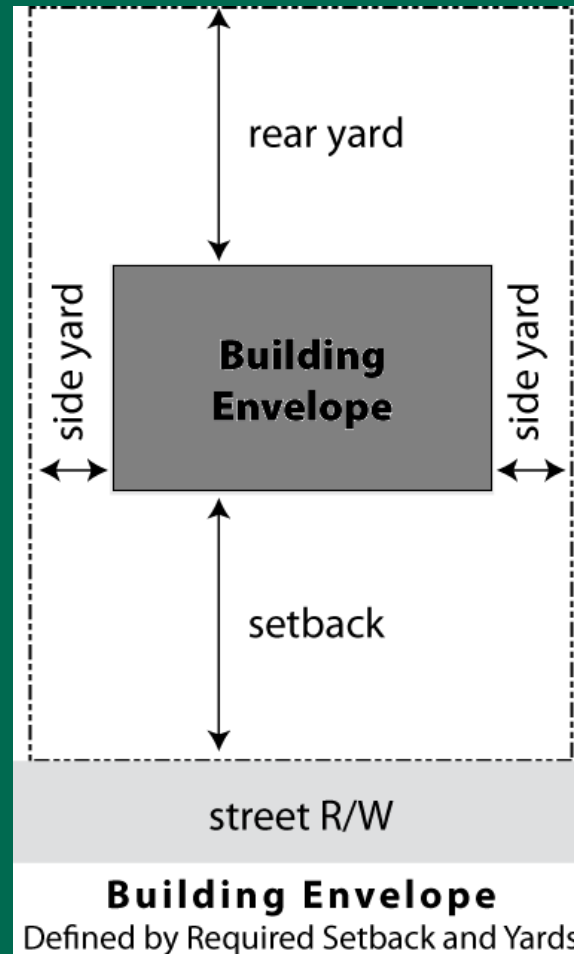 rear yard
side yard
Building
Envelope
side yard
setback
street R/W
Building Envelope
Defined by Required Setback and Yards